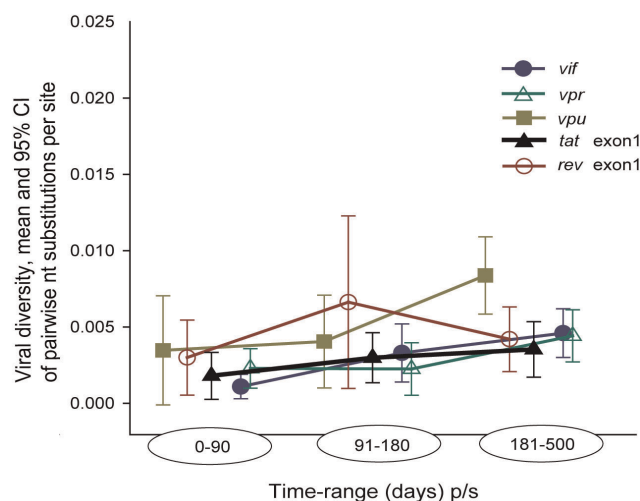 0.025
0.020
0.015
0.010
0.005
0.000
Viral diversity, mean and 95% CI
of pairwise nt substitutions per site
vif
vpr
vpu
tat exon1
rev exon1
0-90
91-180
181-500
Time-range (days) p/s